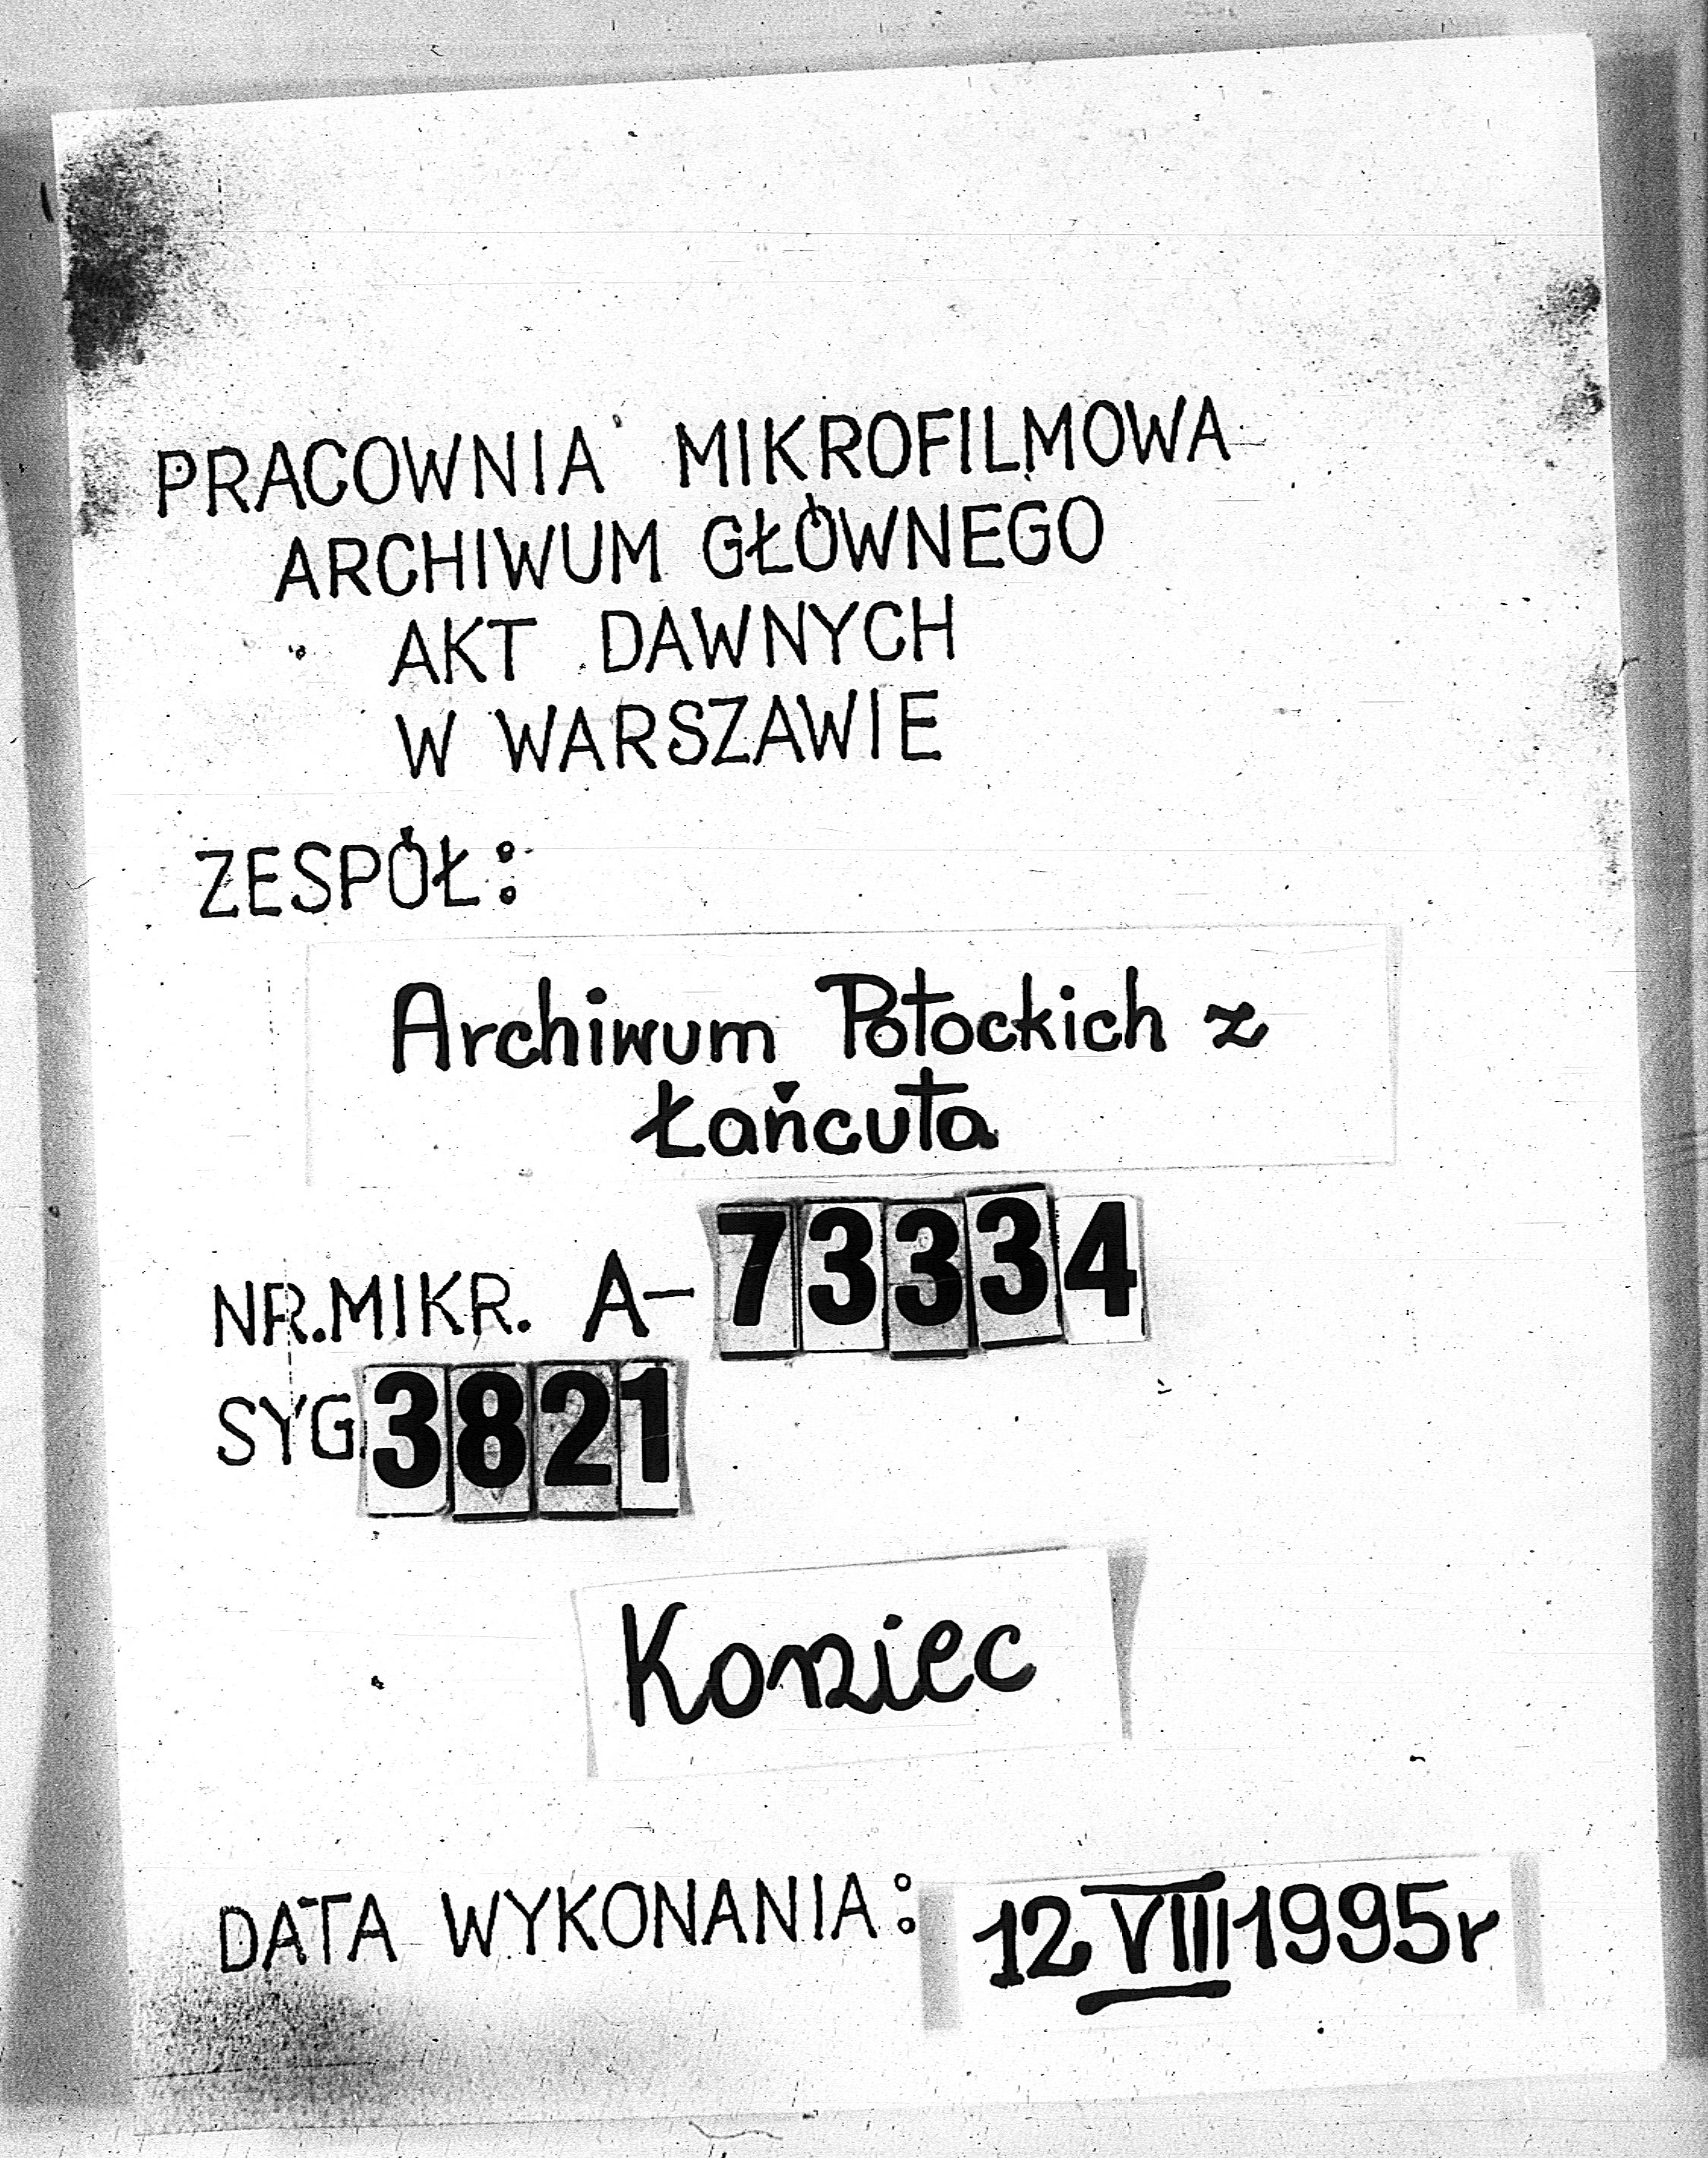 PRACOWNIA MIKROFILMOWA
ARCHIWUM GŁÓWNEGO
AKT DAWNYCH
W WARSZAWIE
ZESPÓŁ:
Archiwum Potockich z
Łańcuta
NR.MIKR. A-73334
SYG.3821
Koniec
DATA WYKONANIA: 12 VIII 1995r